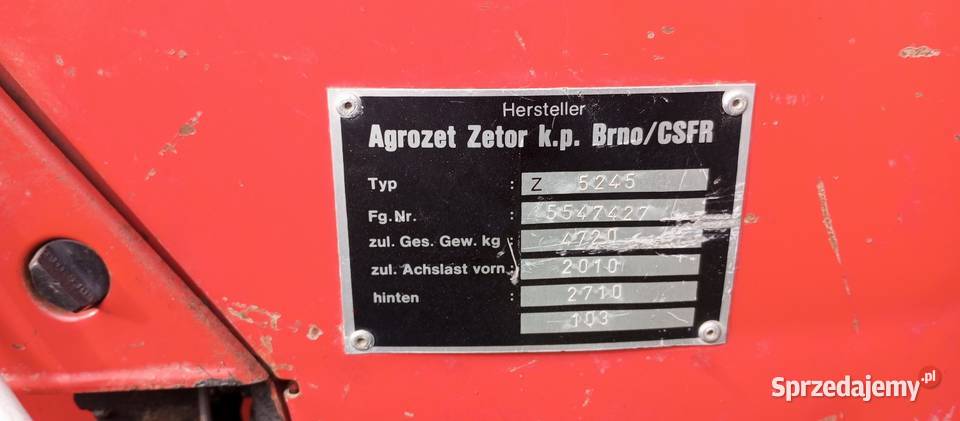 Hersteller
Agrozet Zetor k.p. Brno/CSFR
Typ : Z 5245
Fg.Nr. : 5547427
zul. Ges. Gew. kg : 4720
zul. Achslast vorn : 2010
hinten : 2710
103
Sprzedajemy.pl